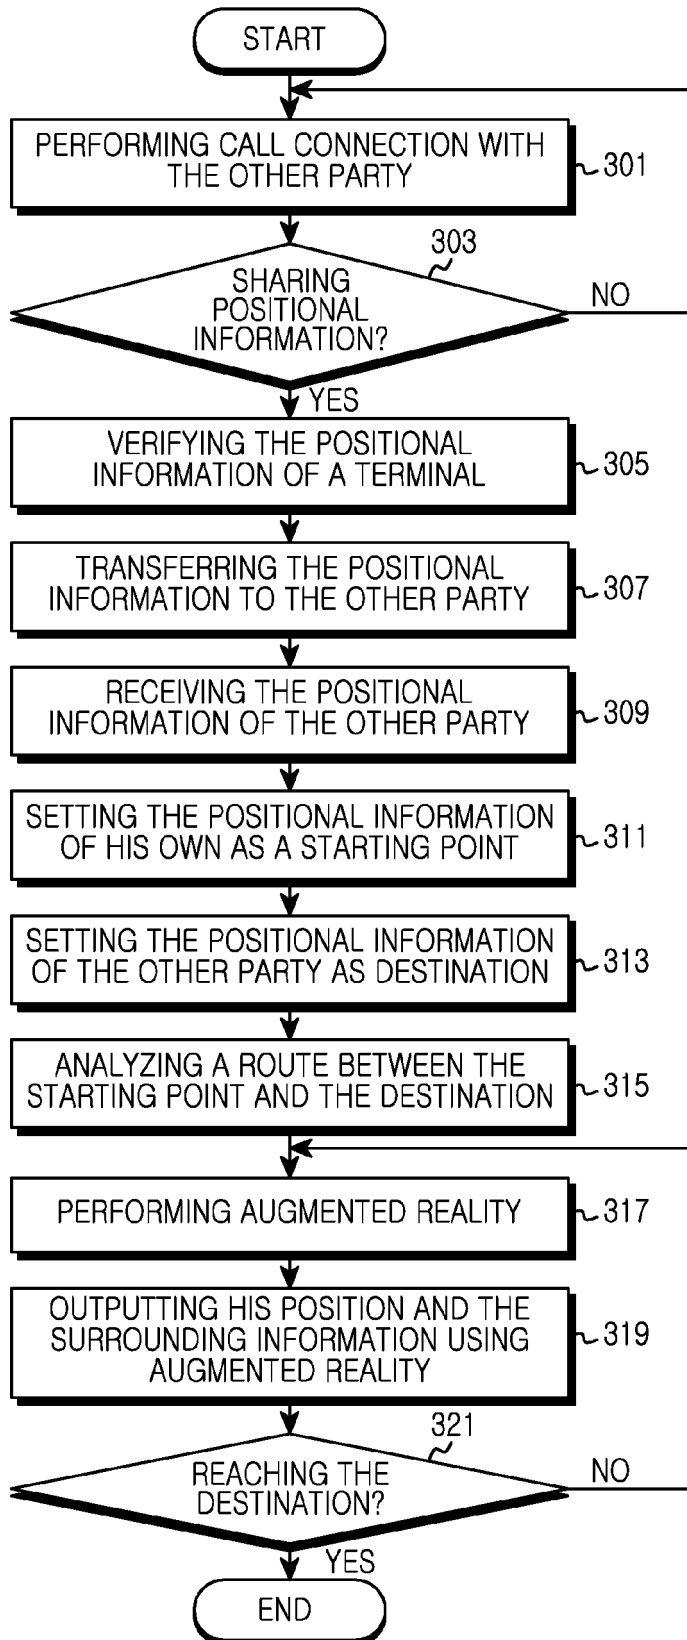 START
PERFORMING CALL CONNECTION WITH
THE OTHER PARTY
301
303
SHARING
POSITIONAL
INFORMATION?
NO
YES
VERIFYING THE POSITIONAL
INFORMATION OF A TERMINAL
305
TRANSFERRING THE POSITIONAL
INFORMATION TO THE OTHER PARTY
307
RECEIVING THE POSITIONAL
INFORMATION OF THE OTHER PARTY
309
SETTING THE POSITIONAL INFORMATION
OF HIS OWN AS A STARTING POINT
311
SETTING THE POSITIONAL INFORMATION
OF THE OTHER PARTY AS DESTINATION
313
ANALYZING A ROUTE BETWEEN THE
STARTING POINT AND THE DESTINATION
315
PERFORMING AUGMENTED REALITY
317
OUTPUTTING HIS POSITION AND THE
SURROUNDING INFORMATION USING
AUGMENTED REALITY
319
321
REACHING THE
DESTINATION?
NO
YES
END